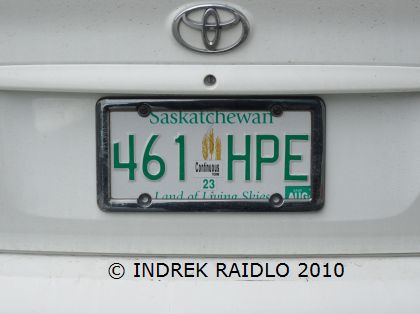 Saskatchewan
461 HPE
Continuous
23
AUG
Land of Living Skies
© INDREK RAIDLO 2010